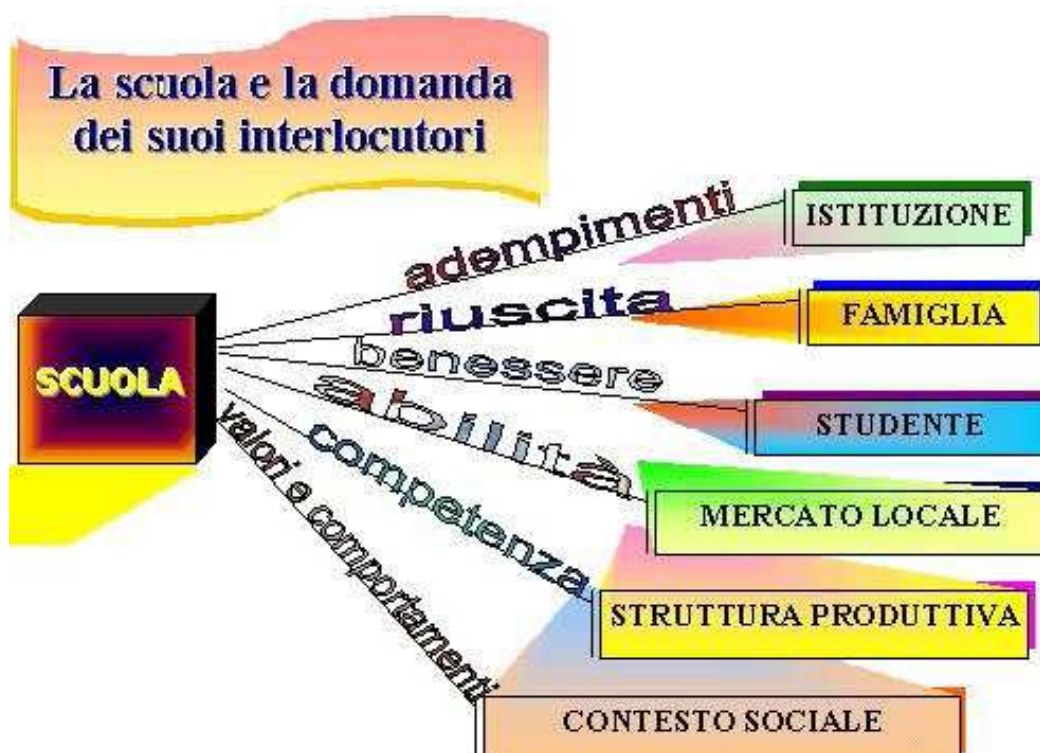 La scuola e la domanda
dei suoi interlocutori
SCUOLA
adempimenti
ISTITUZIONE
riuscita
FAMIGLIA
benessere
STUDENTE
abilita
MERCATO LOCALE
competenza
STRUTTURA PRODUTTIVA
valori e comportamenti
CONTESTO SOCIALE